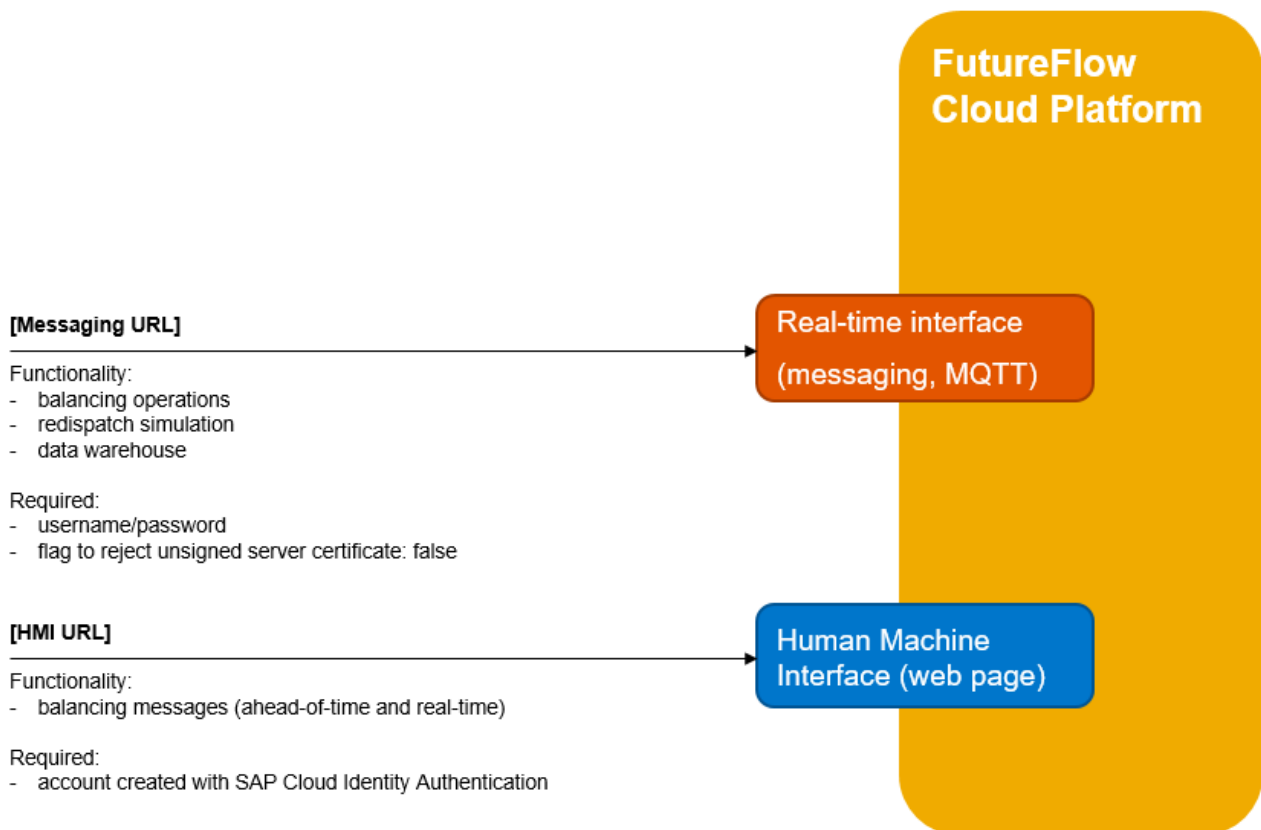 FutureFlow
Cloud Platform
[Messaging URL]
Real-time interface
(messaging, MQTT)
Functionality:
- balancing operations
- redispatch simulation
- data warehouse
Required:
- username/password
- flag to reject unsigned server certificate: false
[HMI URL]
Human Machine
Interface (web page)
Functionality:
- balancing messages (ahead-of-time and real-time)
Required:
- account created with SAP Cloud Identity Authentication